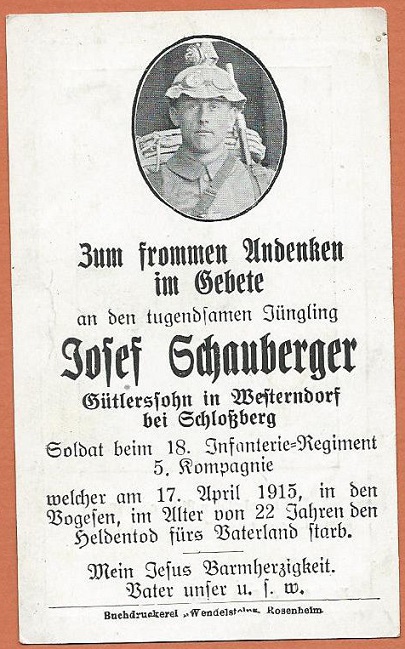 Zum frommen Andenken
im Gebete
an den tugendsamen Jüngling
Josef Schauberger
Gütlerssohn in Westerndorf
bei Schloßberg
Soldat beim 18. Infanterie-Regiment
5. Kompagnie
welcher am 17. April 1915, in den
Vogesen, im Alter von 22 Jahren den
Heldentod fürs Vaterland starb.
Mein Jesus Barmherzigkeit.
Vater unser u. s. w.
Buchdruckerei „Wendelstein“, Rosenheim